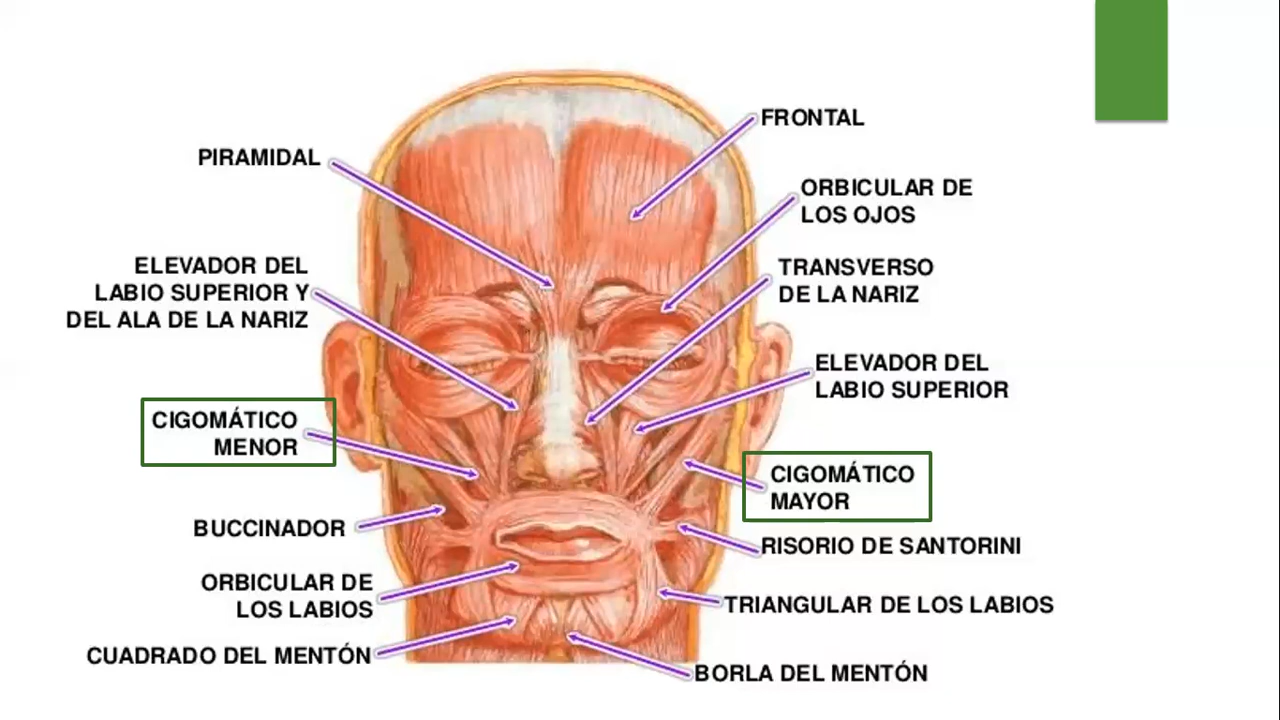 FRONTAL
PIRAMIDAL
ORBICULAR DE
LOS OJOS
ELEVADOR DEL
LABIO SUPERIOR Y
DEL ALA DE LA NARIZ
TRANSVERSO
DE LA NARIZ
ELEVADOR DEL
LABIO SUPERIOR
CIGOMÁTICO
MENOR
CIGOMÁTICO
MAYOR
BUCCINADOR
RISORIO DE SANTORINI
ORBICULAR DE
LOS LABIOS
TRIANGULAR DE LOS LABIOS
CUADRADO DEL MENTÓN
BORLA DEL MENTÓN